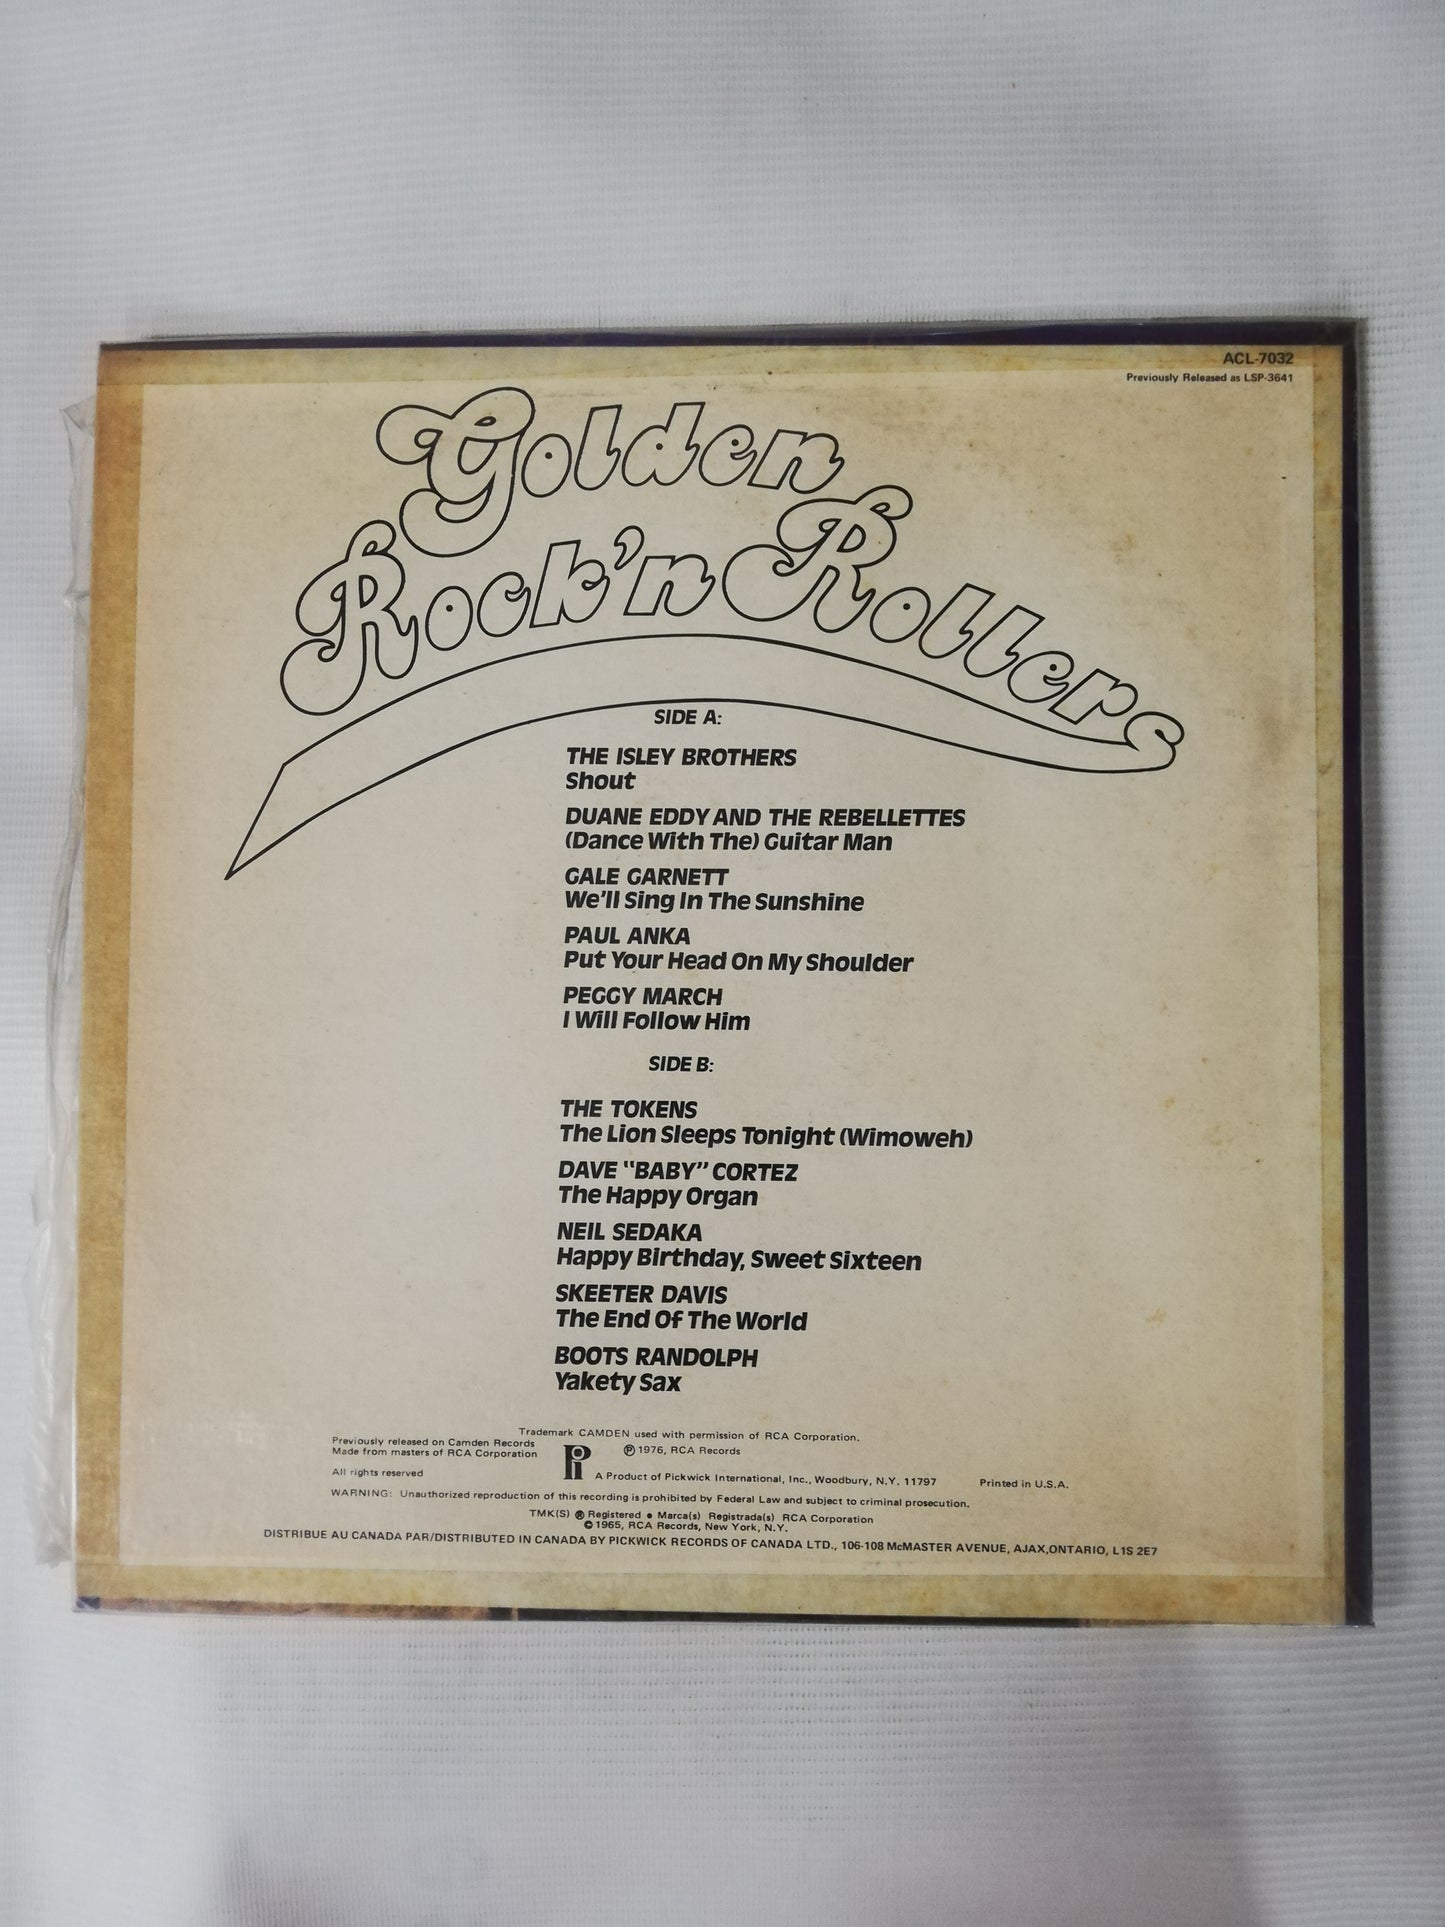 ACL-7032
Previously Released as LSP-3641
Golden
Rock'n Rollers
SIDE A:
THE ISLEY BROTHERS
Shout
DUANE EDDY AND THE REBELLETTES
(Dance With The) Guitar Man
GALE GARNETT
We'll Sing In The Sunshine
PAUL ANKA
Put Your Head On My Shoulder
PEGGY MARCH
I Will Follow Him
SIDE B:
THE TOKENS
The Lion Sleeps Tonight (Wimoweh)
DAVE "BABY" CORTEZ
The Happy Organ
NEIL SEDAKA
Happy Birthday, Sweet Sixteen
SKEETER DAVIS
The End Of The World
BOOTS RANDOLPH
Yakety Sax
Trademark CAMDEN used with permission of RCA Corporation.
Previously released on Camden Records
Made from masters of RCA Corporation
℗ 1976, RCA Records
All rights reserved
A Product of Pickwick International, Inc., Woodbury, N.Y. 11797
Printed in U.S.A.
WARNING: Unauthorized reproduction of this recording is prohibited by Federal Law and subject to criminal prosecution.
TMK(S) ® Registered • Marca(s) Registrada(s) RCA Corporation
© 1965, RCA Records, New York, N.Y.
DISTRIBUE AU CANADA PAR/DISTRIBUTED IN CANADA BY PICKWICK RECORDS OF CANADA LTD., 106-108 McMASTER AVENUE, AJAX,ONTARIO, L1S 2E7